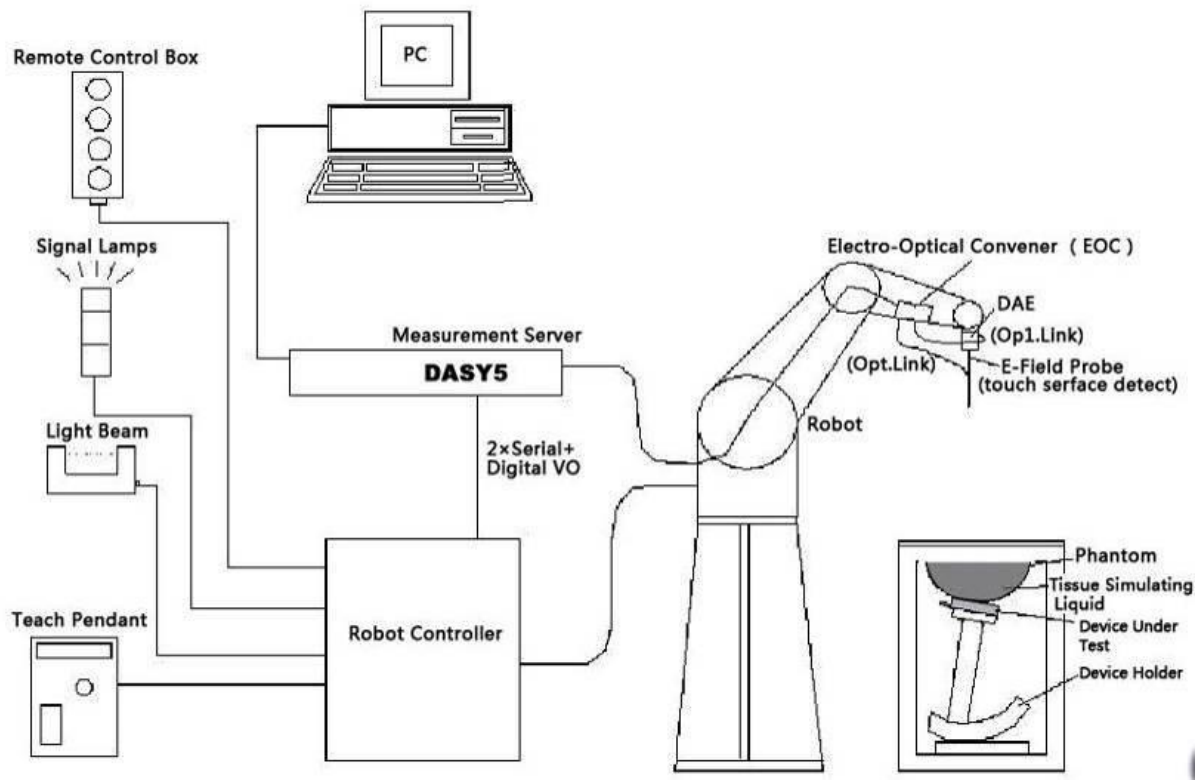 Remote Control Box
PC
Signal Lamps
Electro-Optical Convener ( EOC )
DAE
(Op1.Link)
Measurement Server
DASY5
(Opt.Link)
E-Field Probe
(touch serface detect)
Light Beam
Robot
2×Serial+
Digital VO
Phantom
Tissue Simulating
Liquid
Device Under
Test
Teach Pendant
Robot Controller
Device Holder